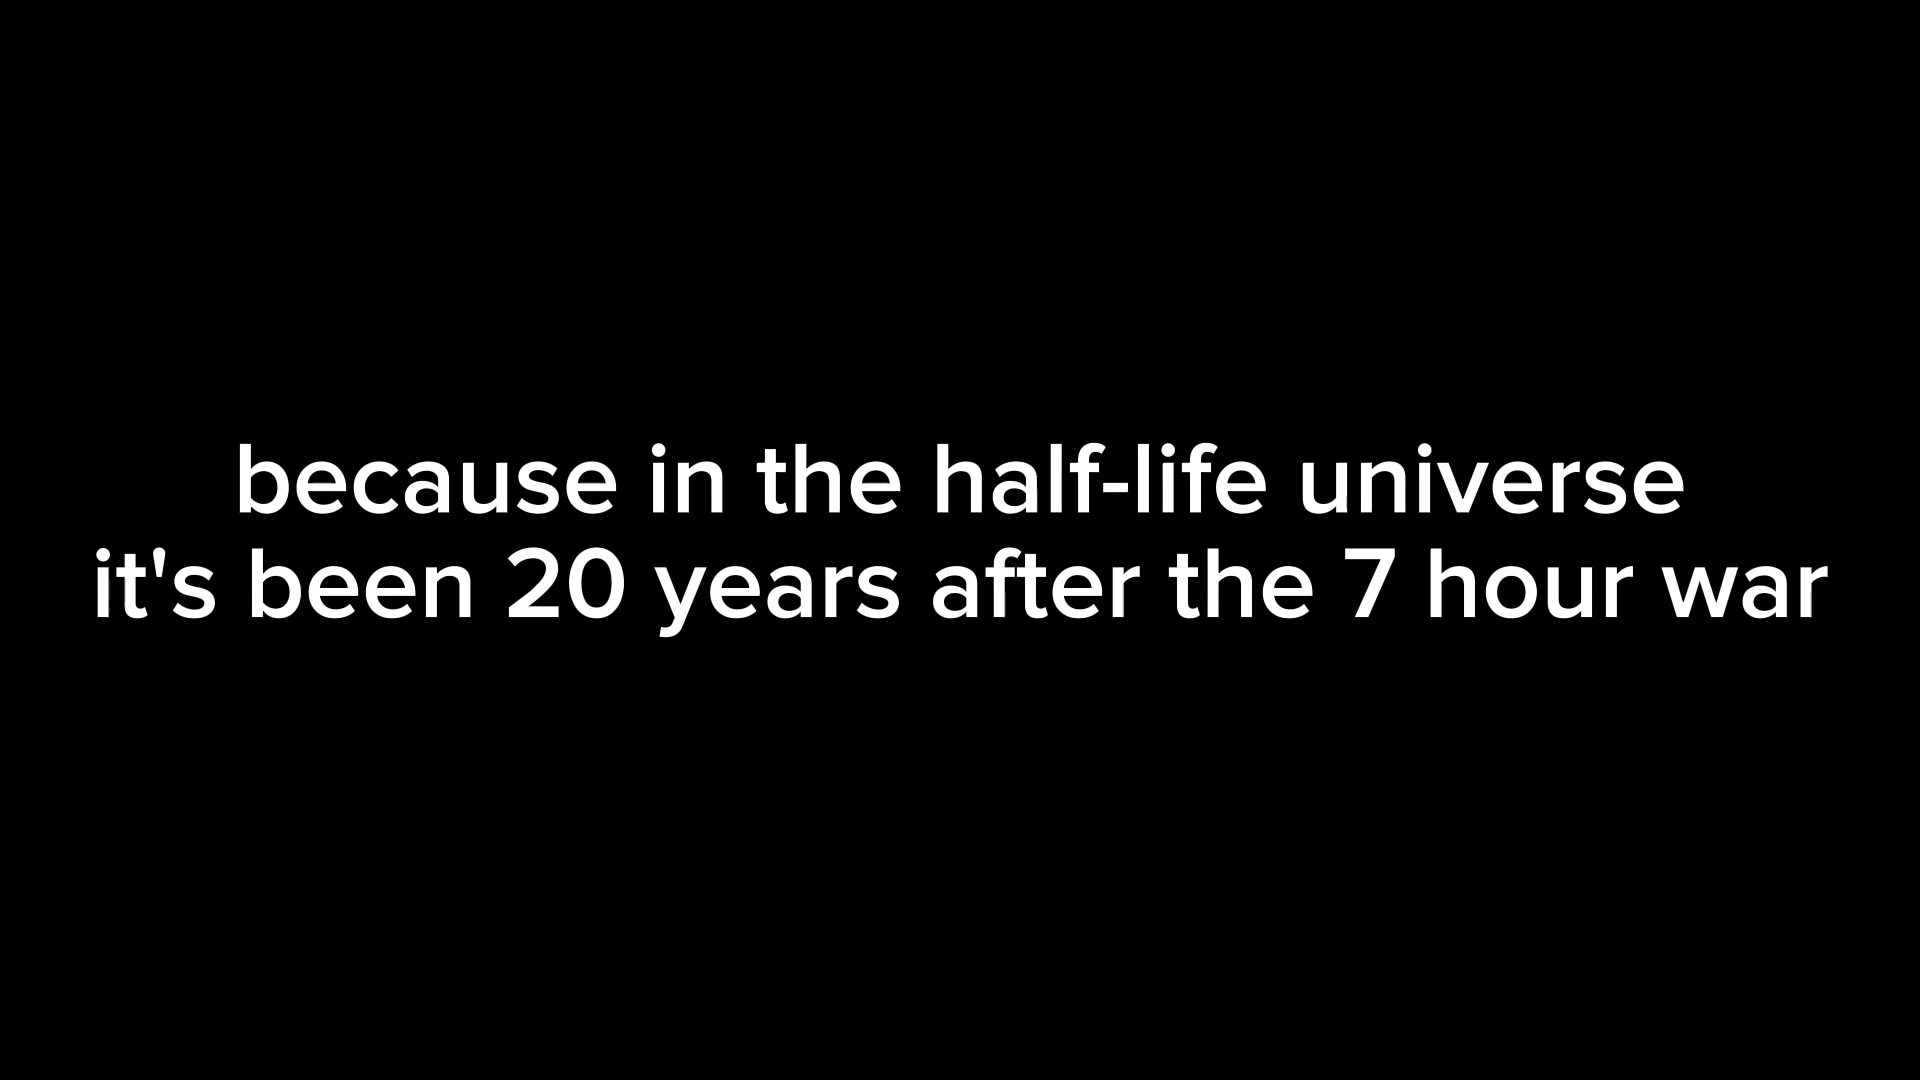 because in the half-life universe
it's been 20 years after the 7 hour war